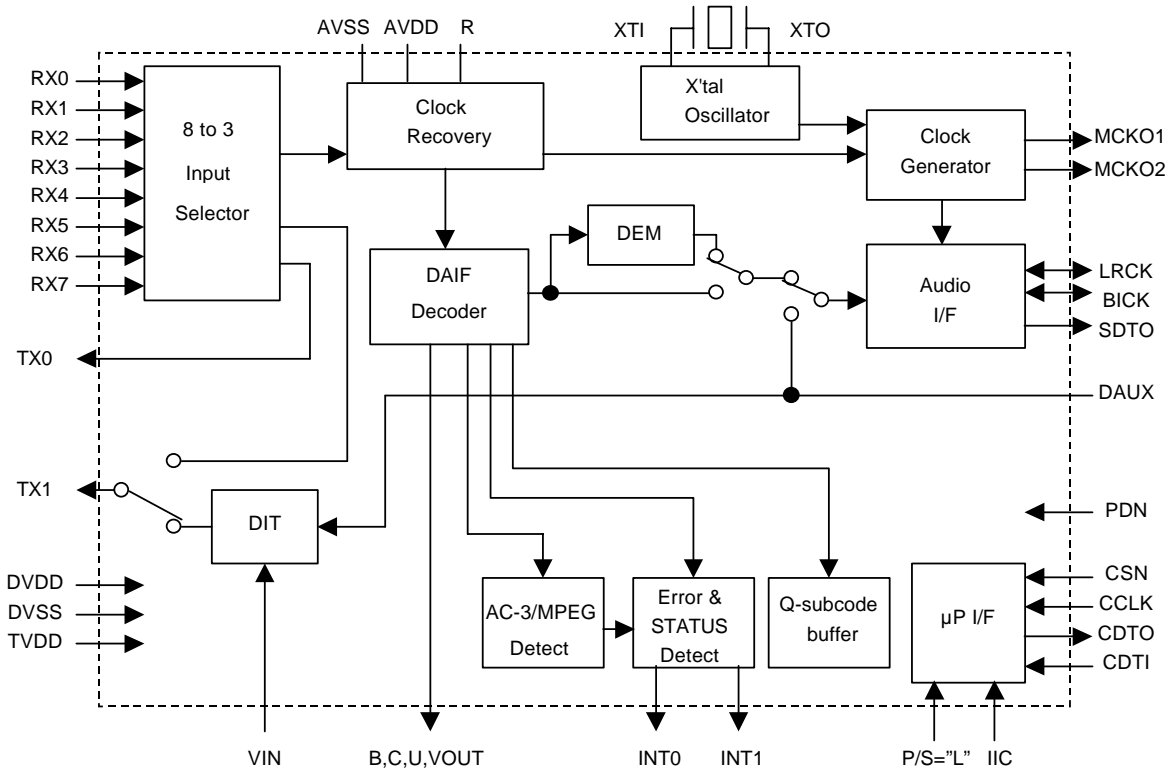 AVSS AVDD R
XTI XTO
RX0
RX1
RX2
RX3
RX4
RX5
RX6
RX7
8 to 3
Input
Selector
Clock
Recovery
X'tal
Oscillator
Clock
Generator
MCKO1
MCKO2
DEM
DAIF
Decoder
Audio
I/F
LRCK
BICK
SDTO
TX0
DAUX
TX1
DIT
PDN
DVDD
DVSS
TVDD
AC-3/MPEG
Detect
Error &
STATUS
Detect
Q-subcode
buffer
µP I/F
CSN
CCLK
CDTO
CDTI
VIN
B,C,U,VOUT
INT0
INT1
P/S="L"
IIC